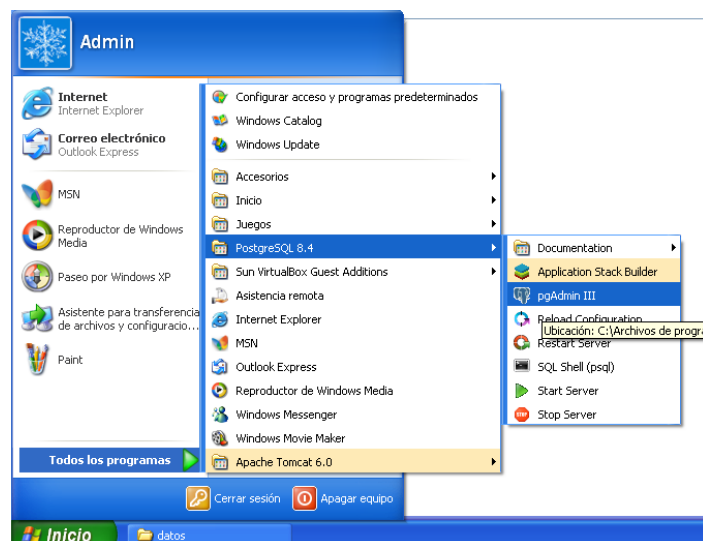 Admin
Internet
Internet Explorer
Correo electrónico
Outlook Express
MSN
Reproductor de Windows
Media
Paseo por Windows XP
Asistente para transferencia
de archivos y configuracio...
Paint
Todos los programas
Configurar acceso y programas predeterminados
Windows Catalog
Windows Update
Accesorios
Inicio
Juegos
PostgreSQL 8.4
Sun VirtualBox Guest Additions
Asistencia remota
Internet Explorer
MSN
Outlook Express
Reproductor de Windows Media
Windows Messenger
Windows Movie Maker
Apache Tomcat 6.0
Documentation
Application Stack Builder
pgAdmin III
Reload Configuration
Ubicación: C:\Archivos de progra
Restart Server
SQL Shell (psql)
Start Server
Stop Server
Cerrar sesión
Apagar equipo
Inicio
datos